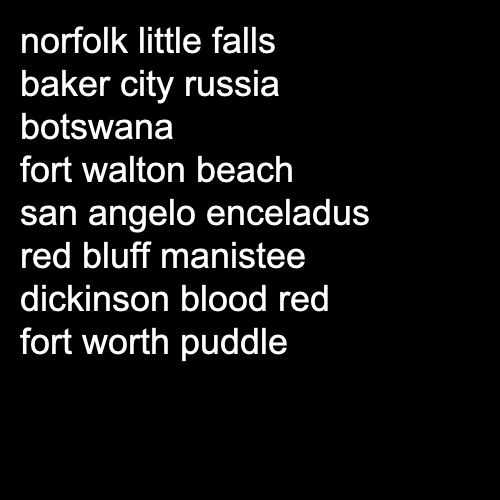 norfolk little falls
baker city russia
botswana
fort walton beach
san angelo enceladus
red bluff manistee
dickinson blood red
fort worth puddle